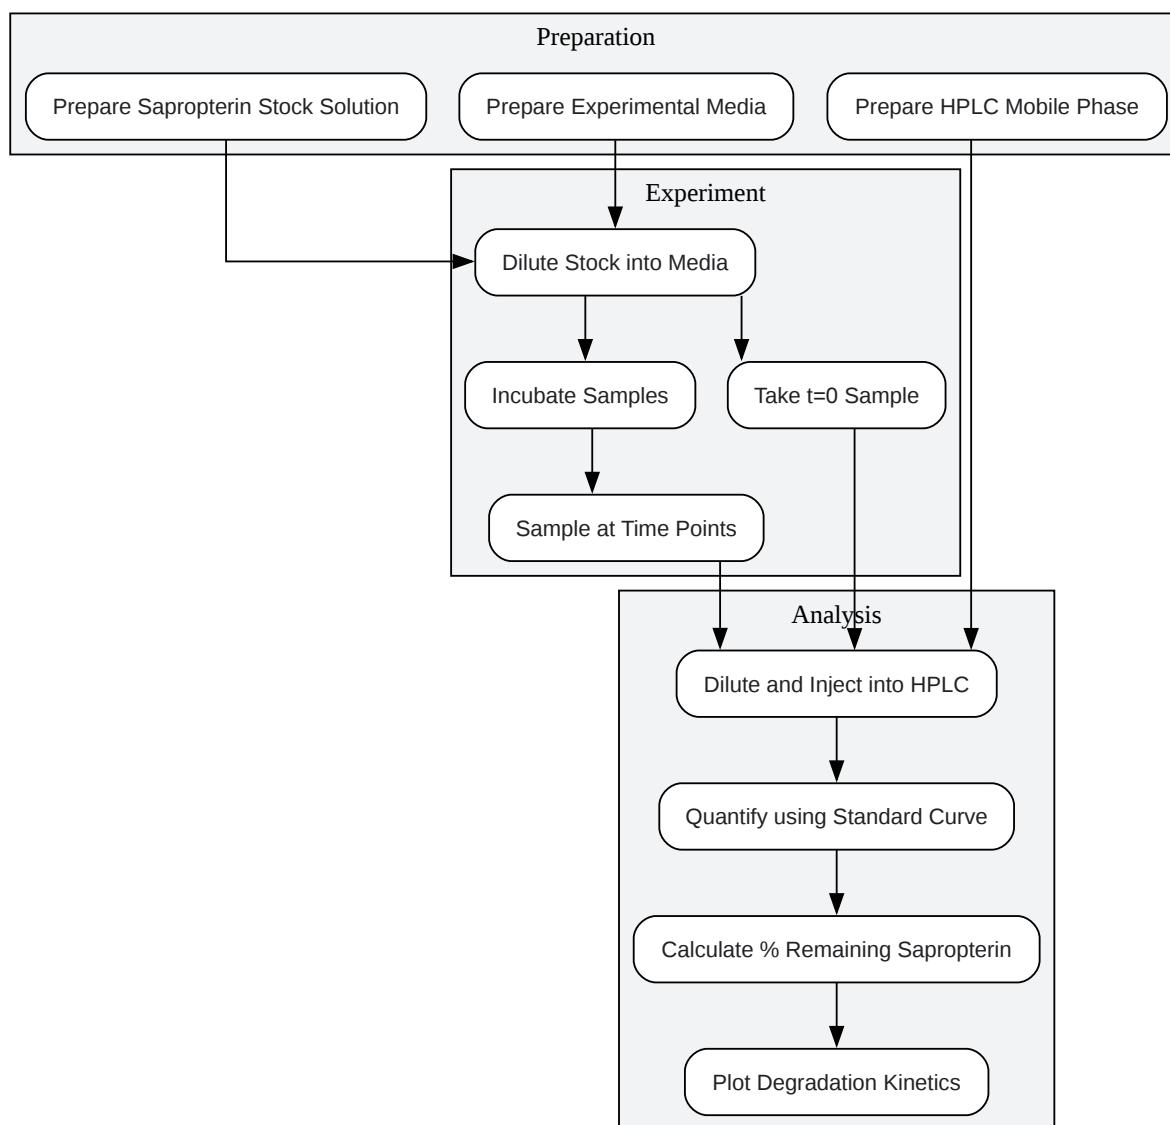 Preparation
Prepare Sapropterin Stock Solution
Prepare Experimental Media
Prepare HPLC Mobile Phase
Experiment
Dilute Stock into Media
Incubate Samples
Take t=0 Sample
Sample at Time Points
Analysis
Dilute and Inject into HPLC
Quantify using Standard Curve
Calculate % Remaining Sapropterin
Plot Degradation Kinetics